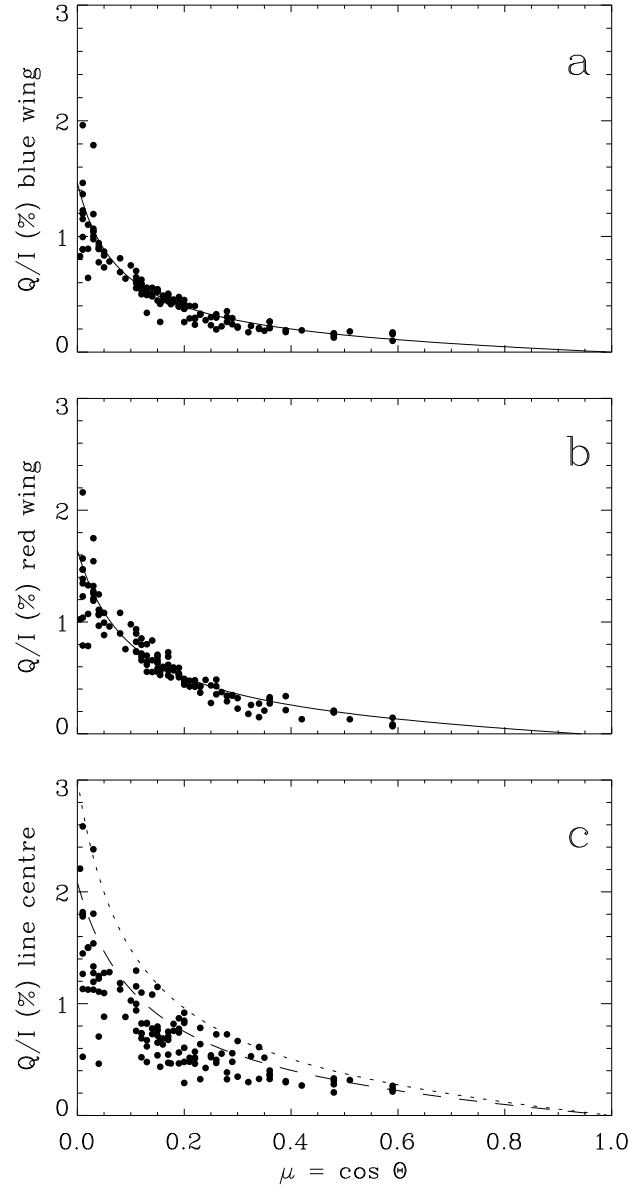 3
2
1
0
Q/I (%) blue wing
a
3
2
1
0
Q/I (%) red wing
b
3
2
1
0
Q/I (%) line centre
c
0.0 0.2 0.4 0.6 0.8 1.0
μ = cos Θ